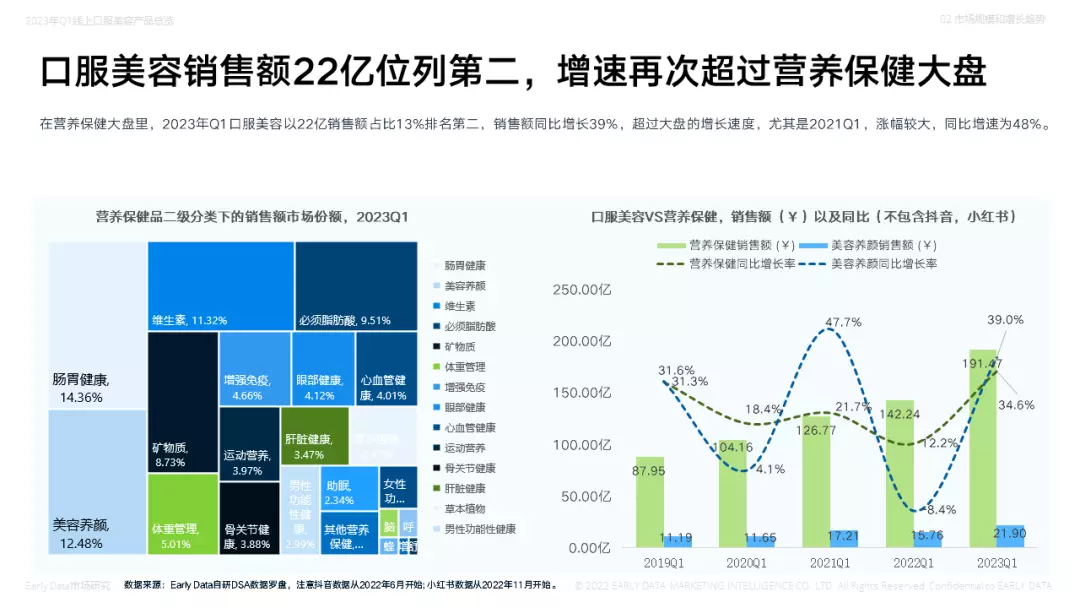 2023年Q1线上口服美容产品总览
02 市场规模和增长趋势
口服美容销售额22亿位列第二，增速再次超过营养保健大盘
在营养保健大盘里，2023年Q1口服美容以22亿销售额占比13%排名第二，销售额同比增长39%，超过大盘的增长速度，尤其是2021Q1，涨幅较大，同比增速为48%。
营养保健品二级分类下的销售额市场份额，2023Q1
肠胃健康,
14.36%
美容养颜,
12.48%
维生素, 11.32%
必须脂肪酸, 9.51%
矿物质,
8.73%
体重管理,
5.01%
增强免疫,
4.66%
眼部健康,
4.12%
心血管健
康, 4.01%
运动营养,
3.97%
骨关节健
康, 3.88%
肝脏健康,
3.47%
男性
功能
性健
康,
2.99%
助眠,
2.34%
女性
功...
其他营养
保健,...
脑
呼
蜂
肠胃健康
美容养颜
维生素
必须脂肪酸
矿物质
体重管理
增强免疫
眼部健康
心血管健康
运动营养
骨关节健康
肝脏健康
草本植物
男性功能性健康
口服美容VS营养保健，销售额（￥）以及同比（不包含抖音，小红书）
营养保健销售额（￥）
美容养颜销售额（￥）
营养保健同比增长率
美容养颜同比增长率
250.00亿
200.00亿
150.00亿
100.00亿
50.00亿
0.00亿
31.6%
31.3%
18.4%
4.1%
47.7%
21.7%
12.2%
-8.4%
39.0%
34.6%
87.95
104.16
126.77
142.24
191.47
11.19
11.65
17.21
15.76
21.90
2019Q1
2020Q1
2021Q1
2022Q1
2023Q1
Early Data市场研究
数据来源：Early Data自研DSA数据罗盘，注意抖音数据从2022年6月开始; 小红书数据从2022年11月开始。
© 2022 EARLY DATA MARKETING INTELLIGENCE CO. LTD. All Rights Reserved. Confidential to EARLY DATA